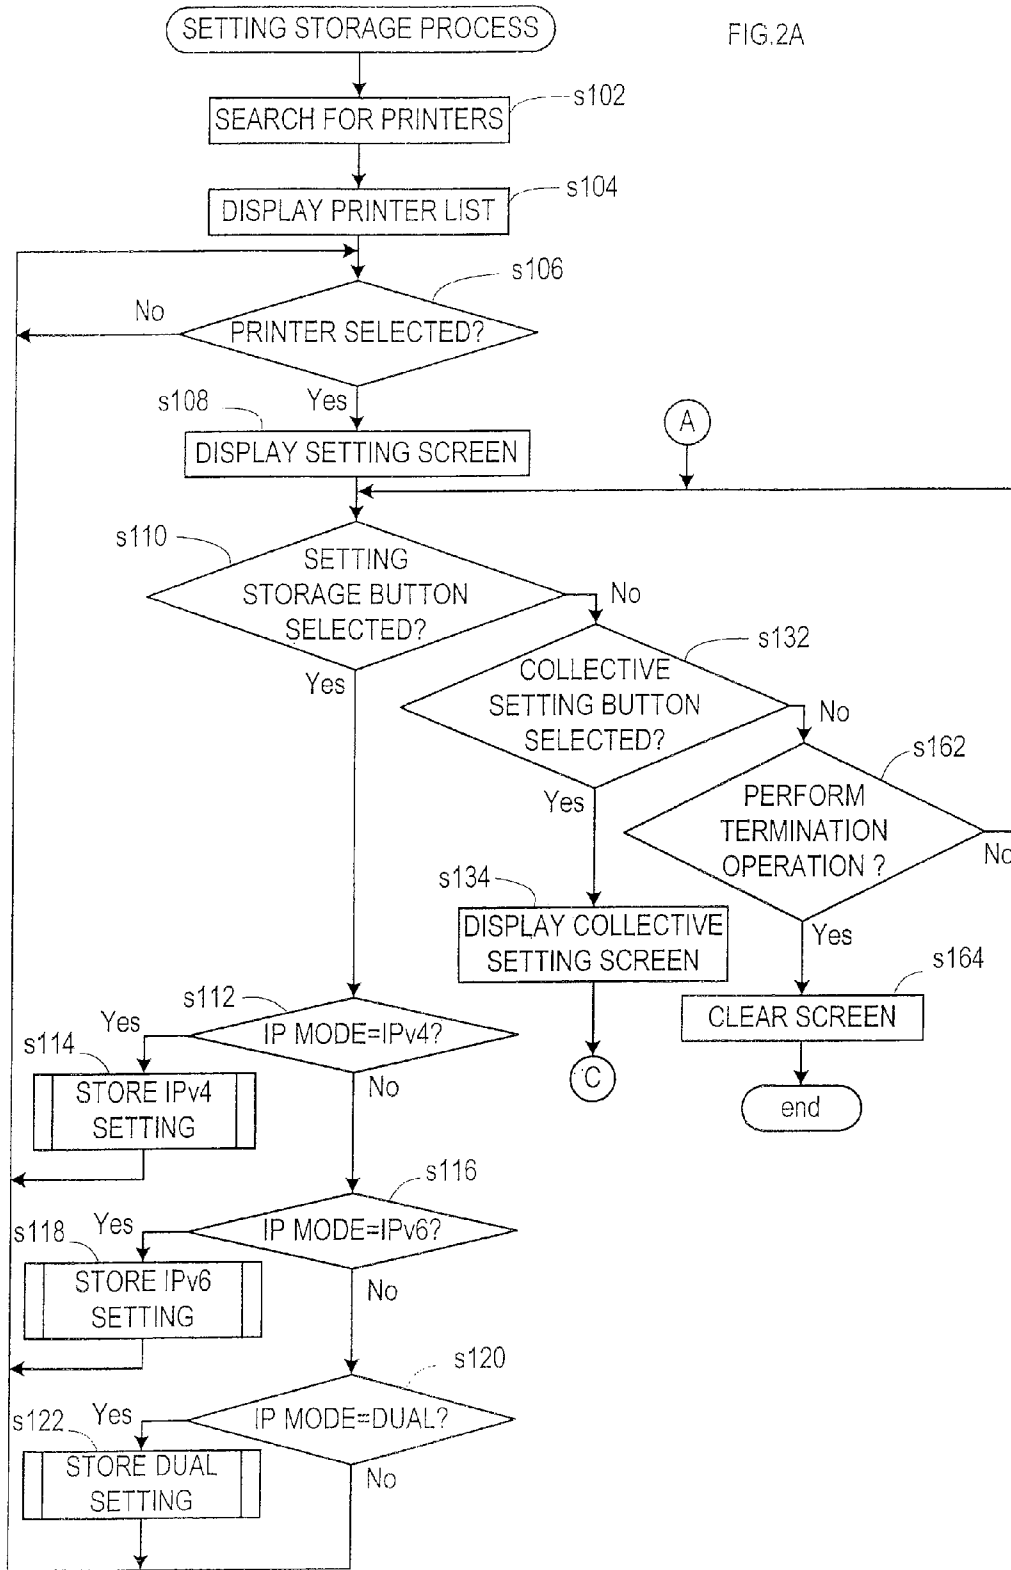 SETTING STORAGE PROCESS
FIG.2A
s102
SEARCH FOR PRINTERS
s104
DISPLAY PRINTER LIST
s106
No
PRINTER SELECTED?
Yes
s108
DISPLAY SETTING SCREEN
A
s110
SETTING
STORAGE BUTTON
SELECTED?
No
Yes
s132
COLLECTIVE
SETTING BUTTON
SELECTED?
No
Yes
s162
PERFORM
TERMINATION
OPERATION ?
No
Yes
s134
DISPLAY COLLECTIVE
SETTING SCREEN
s164
CLEAR SCREEN
C
end
s112
IP MODE=IPv4?
Yes
No
s114
STORE IPv4
SETTING
s116
IP MODE=IPv6?
Yes
No
s118
STORE IPv6
SETTING
s120
IP MODE=DUAL?
Yes
No
s122
STORE DUAL
SETTING